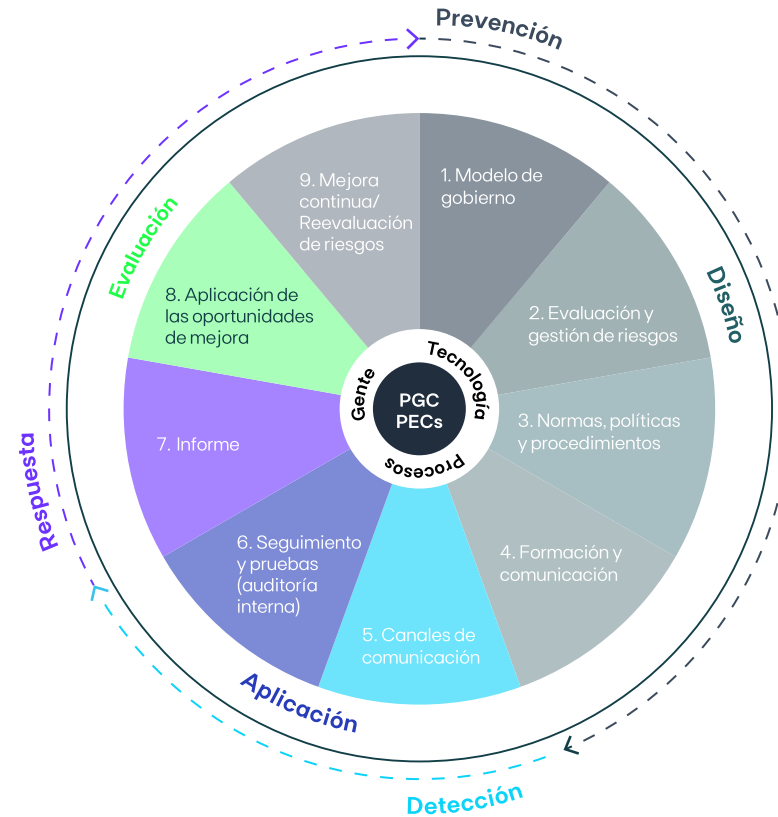 Prevención
Diseño
Detección
Aplicación
Respuesta
Evaluación
1. Modelo de
gobierno
2. Evaluación y
gestión de riesgos
3. Normas, políticas
y procedimientos
4. Formación y
comunicación
5. Canales de
comunicación
6. Seguimiento
y pruebas
(auditoría
interna)
7. Informe
8. Aplicación de
las oportunidades
de mejora
9. Mejora
continua/
Reevaluación
de riesgos
Gente
Tecnología
Procesos
PGC
PECs